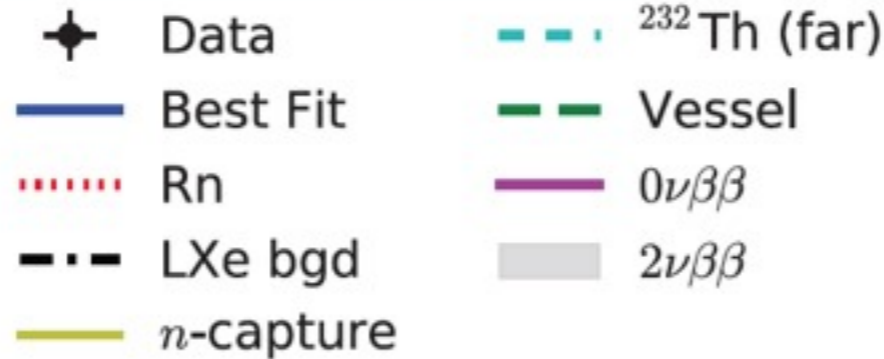 Data
Best Fit
Rn
LXe bgd
n-capture
²³²Th (far)
Vessel
0νββ
2νββ